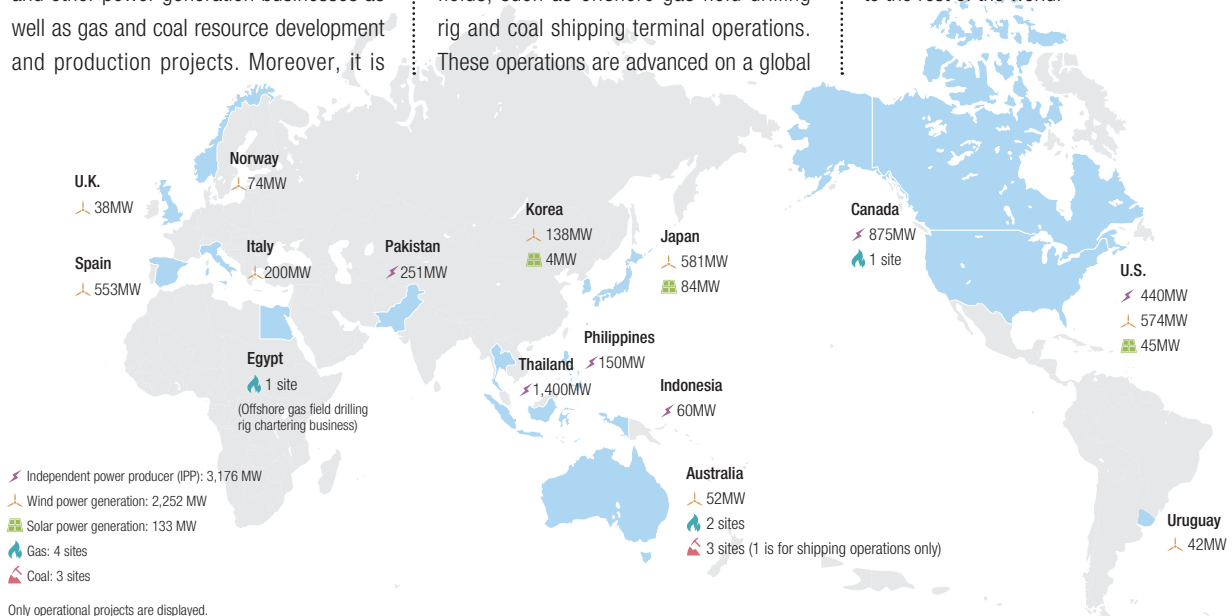 and other power generation businesses as
well as gas and coal resource development
and production projects. Moreover, it is
rig and coal shipping terminal operations.
These operations are advanced on a global
Norway
74MW
U.K.
38MW
Italy
200MW
Spain
553MW
Pakistan
251MW
Korea
138MW
4MW
Japan
581MW
84MW
Canada
875MW
1 site
U.S.
440MW
574MW
45MW
Egypt
1 site
(Offshore gas field drilling
rig chartering business)
Philippines
150MW
Thailand
1,400MW
Indonesia
60MW
Australia
52MW
2 sites
3 sites (1 is for shipping operations only)
Uruguay
42MW
Independent power producer (IPP): 3,176 MW
Wind power generation: 2,252 MW
Solar power generation: 133 MW
Gas: 4 sites
Coal: 3 sites
Only operational projects are displayed.